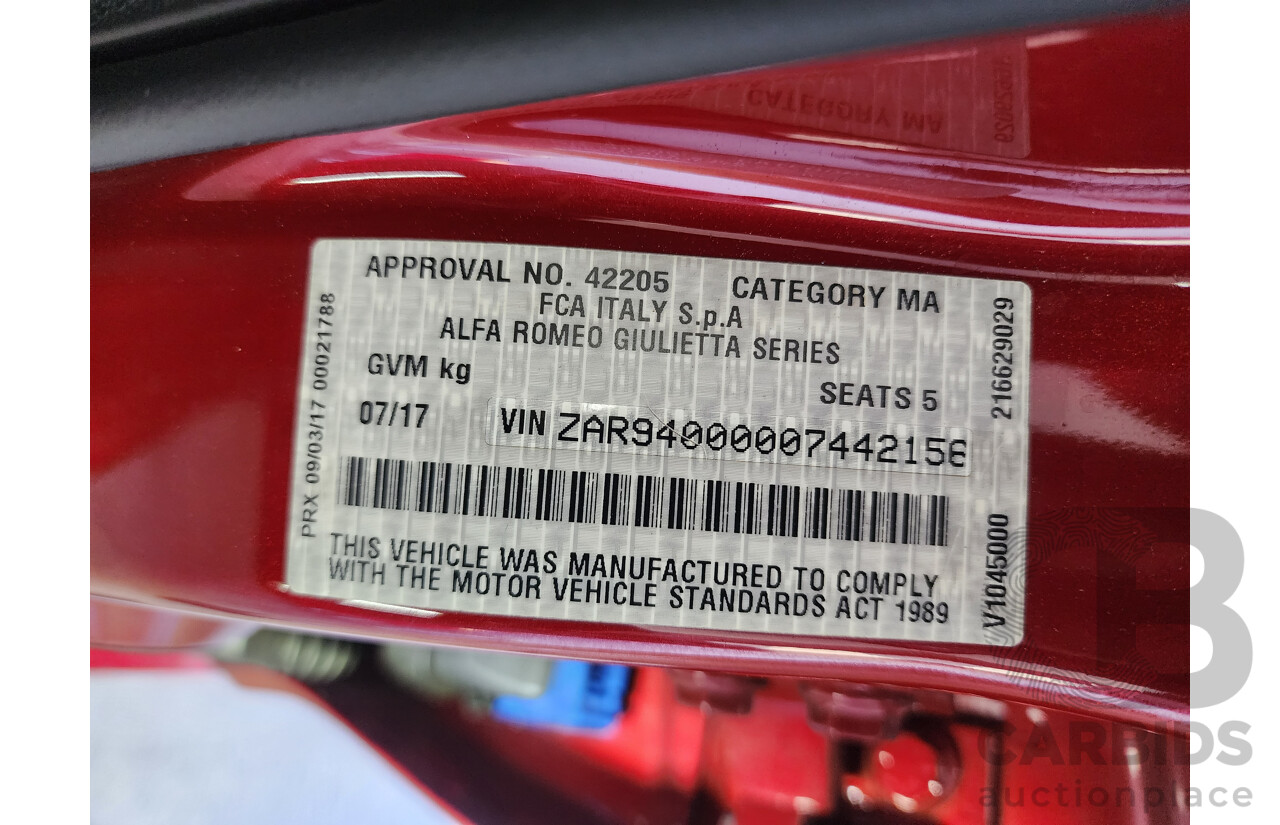 CATEGORY MA
APPROVAL NO. 42205 CATEGORY MA
FCA ITALY S.p.A
ALFA ROMEO GIULIETTA SERIES
GVM kg
SEATS 5
07/17 VIN ZAR94000007442156
THIS VEHICLE WAS MANUFACTURED TO COMPLY
WITH THE MOTOR VEHICLE STANDARDS ACT 1989
PRX 09/03/17 00021788
216629029
V1045000
B
CARBIDS
auctionplace